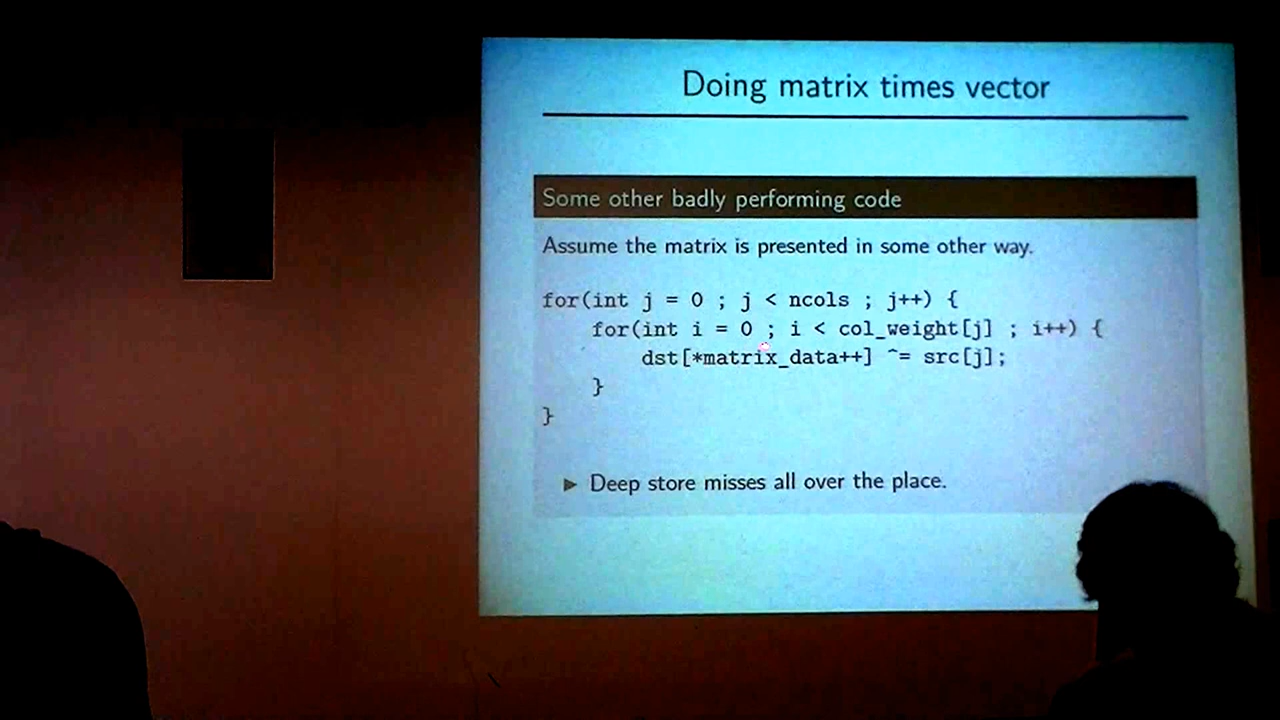 Doing matrix times vector
Some other badly performing code
Assume the matrix is presented in some other way.
for(int j = 0 ; j < ncols ; j++) {
    for(int i = 0 ; i < col_weight[j] ; i++) {
        dst[*matrix_data++] ^= src[j];
    }
}
▶ Deep store misses all over the place.